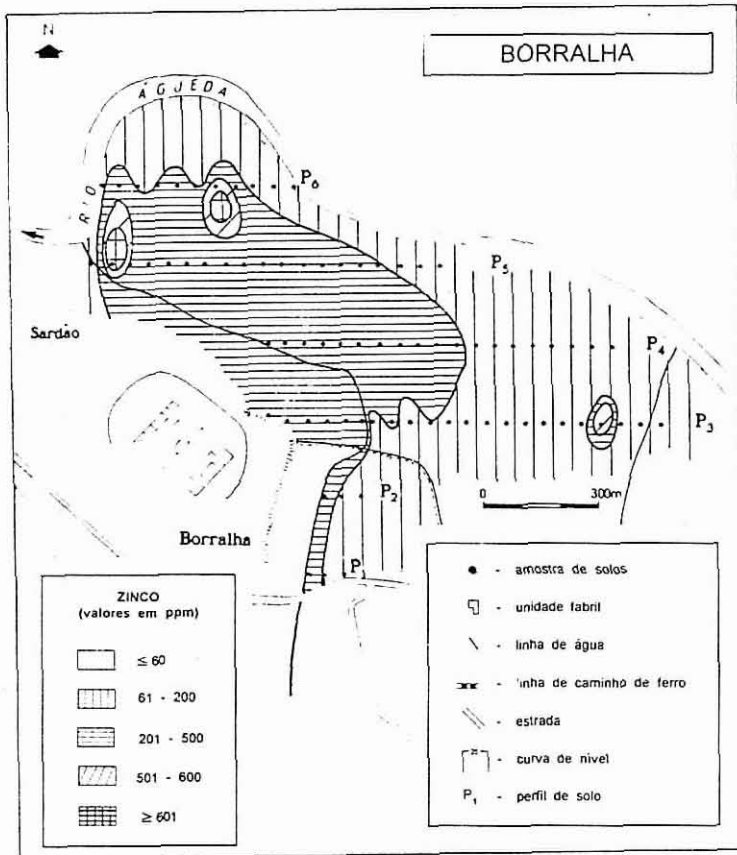 N
BORRALHA
RIO ÁGUEDA
P6
P5
Sardão
P4
P3
0 300m
P2
Borralha
P1
ZINCO
(valores em ppm)
≤ 60
61 - 200
201 - 500
501 - 600
≥ 601
- amostra de solos
- unidade fabril
- linha de água
- linha de caminho de ferro
- estrada
- curva de nível
P1 - perfil de solo